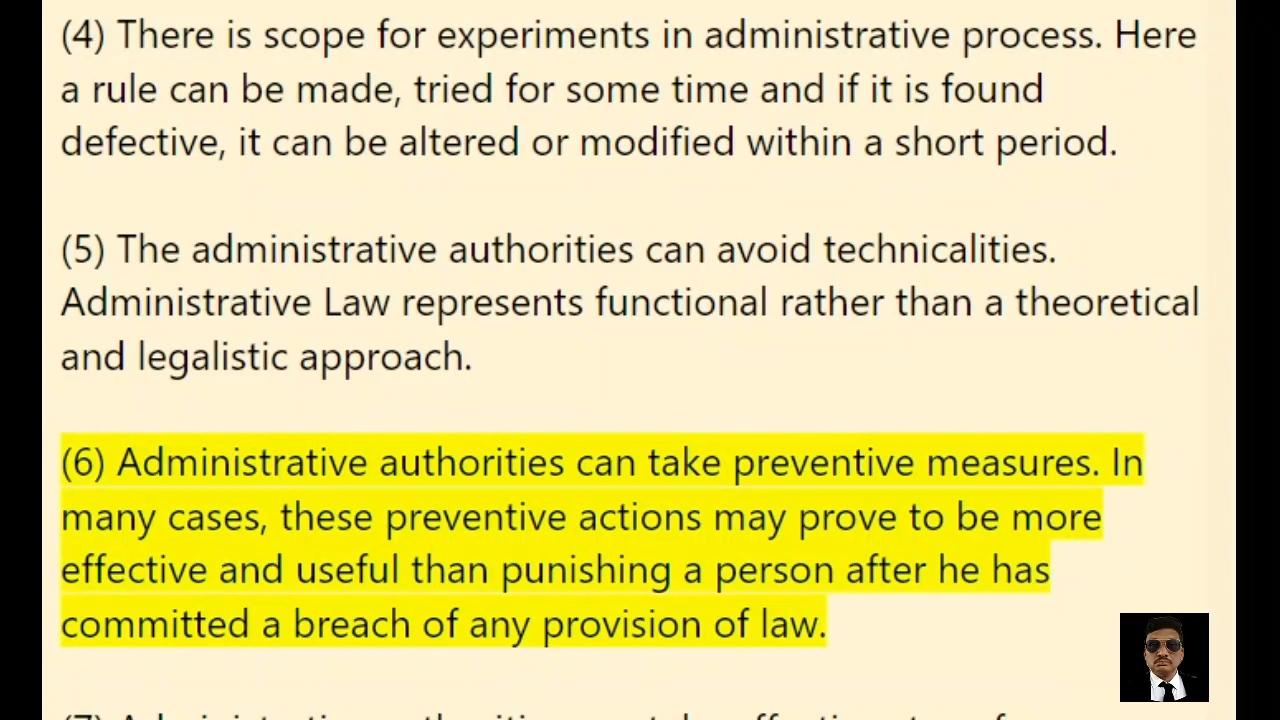 (4) There is scope for experiments in administrative process. Here
a rule can be made, tried for some time and if it is found
defective, it can be altered or modified within a short period.
(5) The administrative authorities can avoid technicalities.
Administrative Law represents functional rather than a theoretical
and legalistic approach.
(6) Administrative authorities can take preventive measures. In
many cases, these preventive actions may prove to be more
effective and useful than punishing a person after he has
committed a breach of any provision of law.